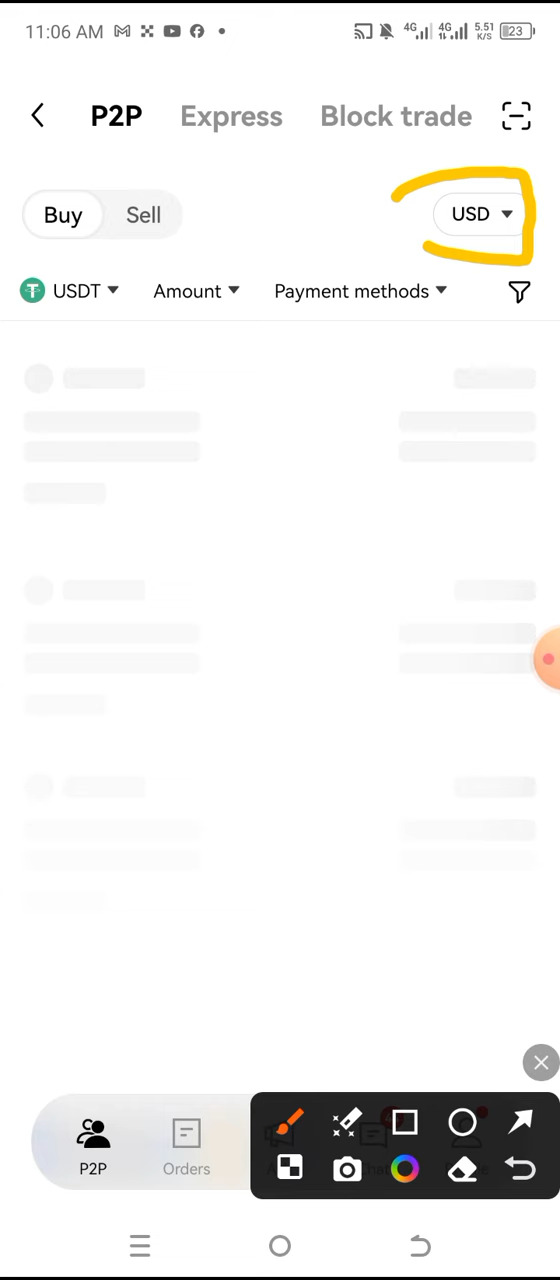 11:06 AM 4G 4G 5.51 K/S 23
P2P Express Block trade
Buy Sell USD
USDT Amount Payment methods
P2P Orders